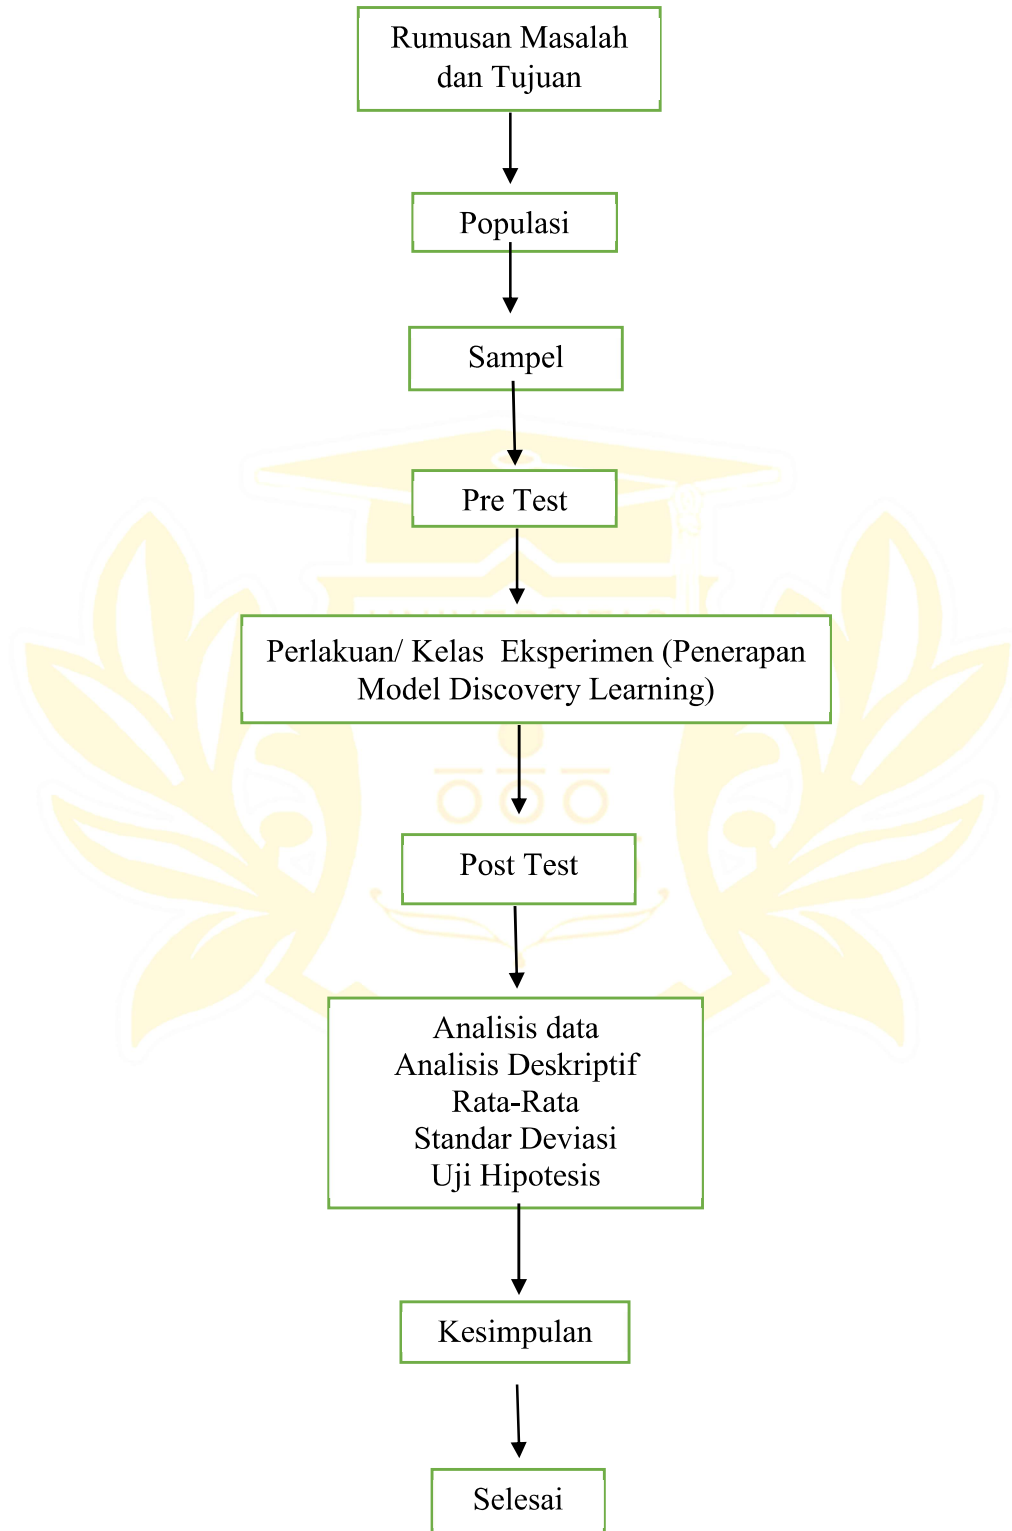 Rumusan Masalah
dan Tujuan
Populasi
Sampel
Pre Test
Perlakuan/ Kelas  Eksperimen (Penerapan
Model Discovery Learning)
Post Test
Analisis data
Analisis Deskriptif
Rata-Rata
Standar Deviasi
Uji Hipotesis
Kesimpulan
Selesai